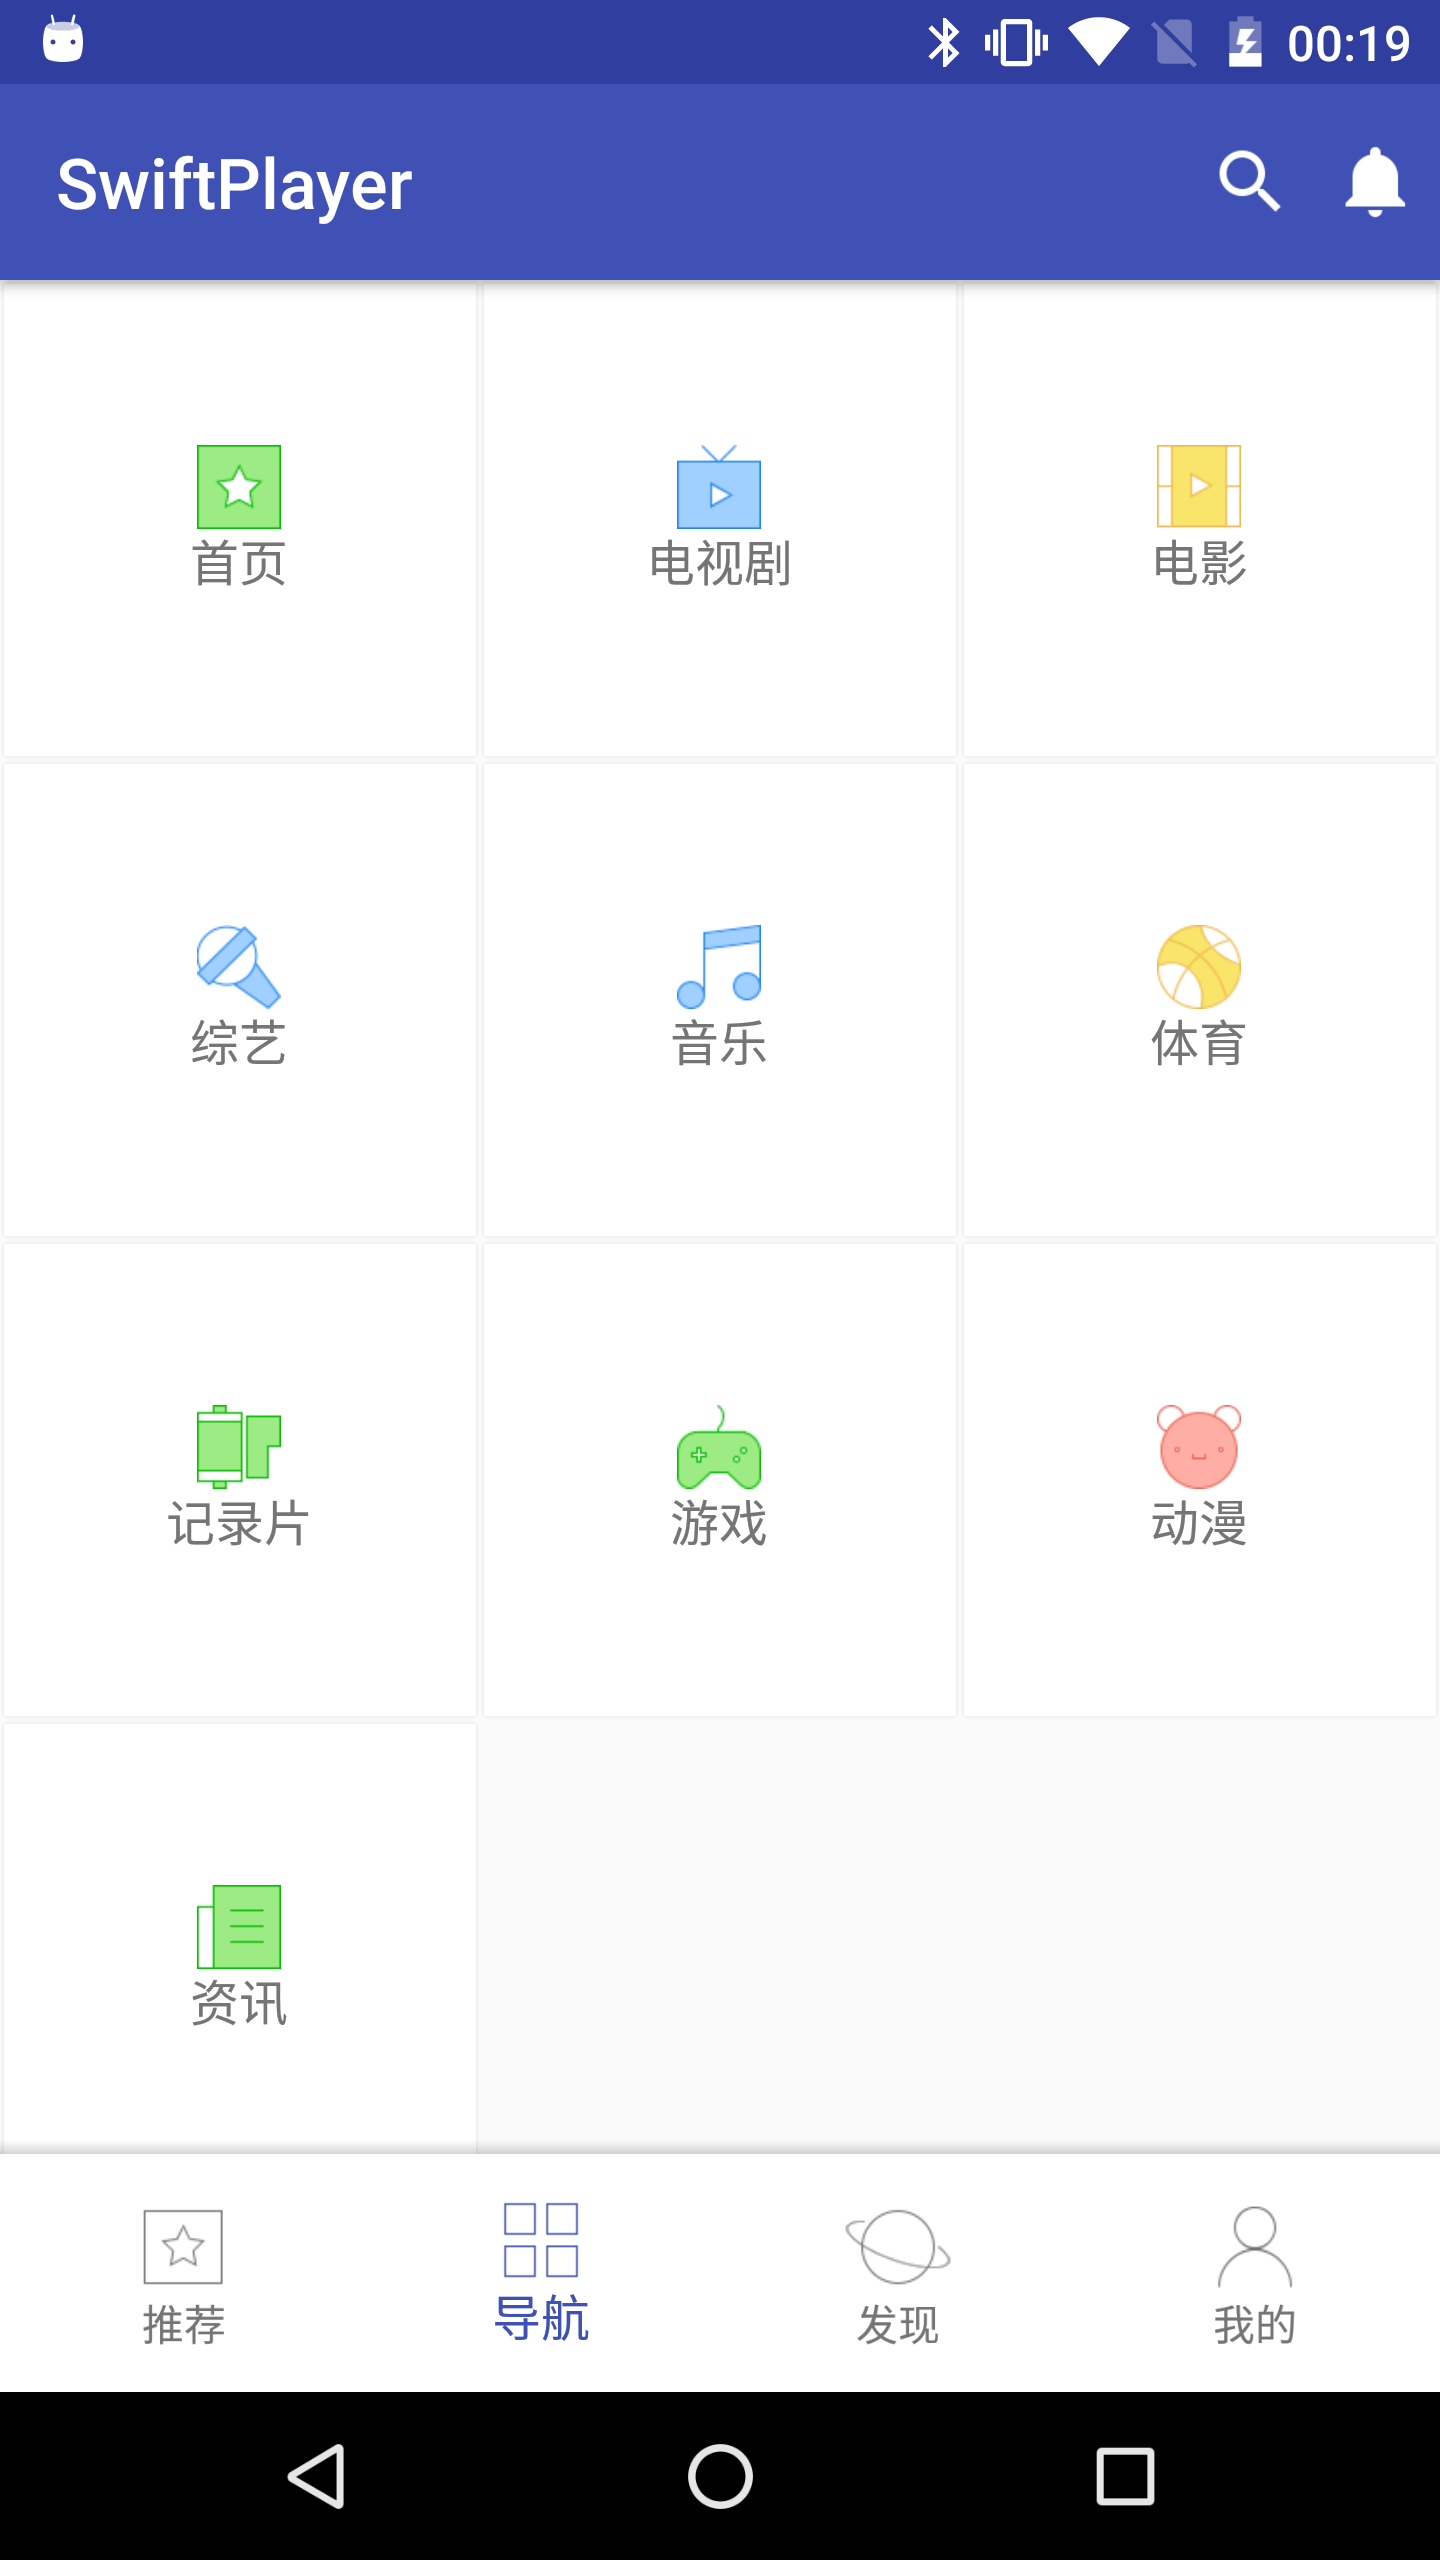 00:19
SwiftPlayer
首页
电视剧
电影
综艺
音乐
体育
记录片
游戏
动漫
资讯
推荐
导航
发现
我的